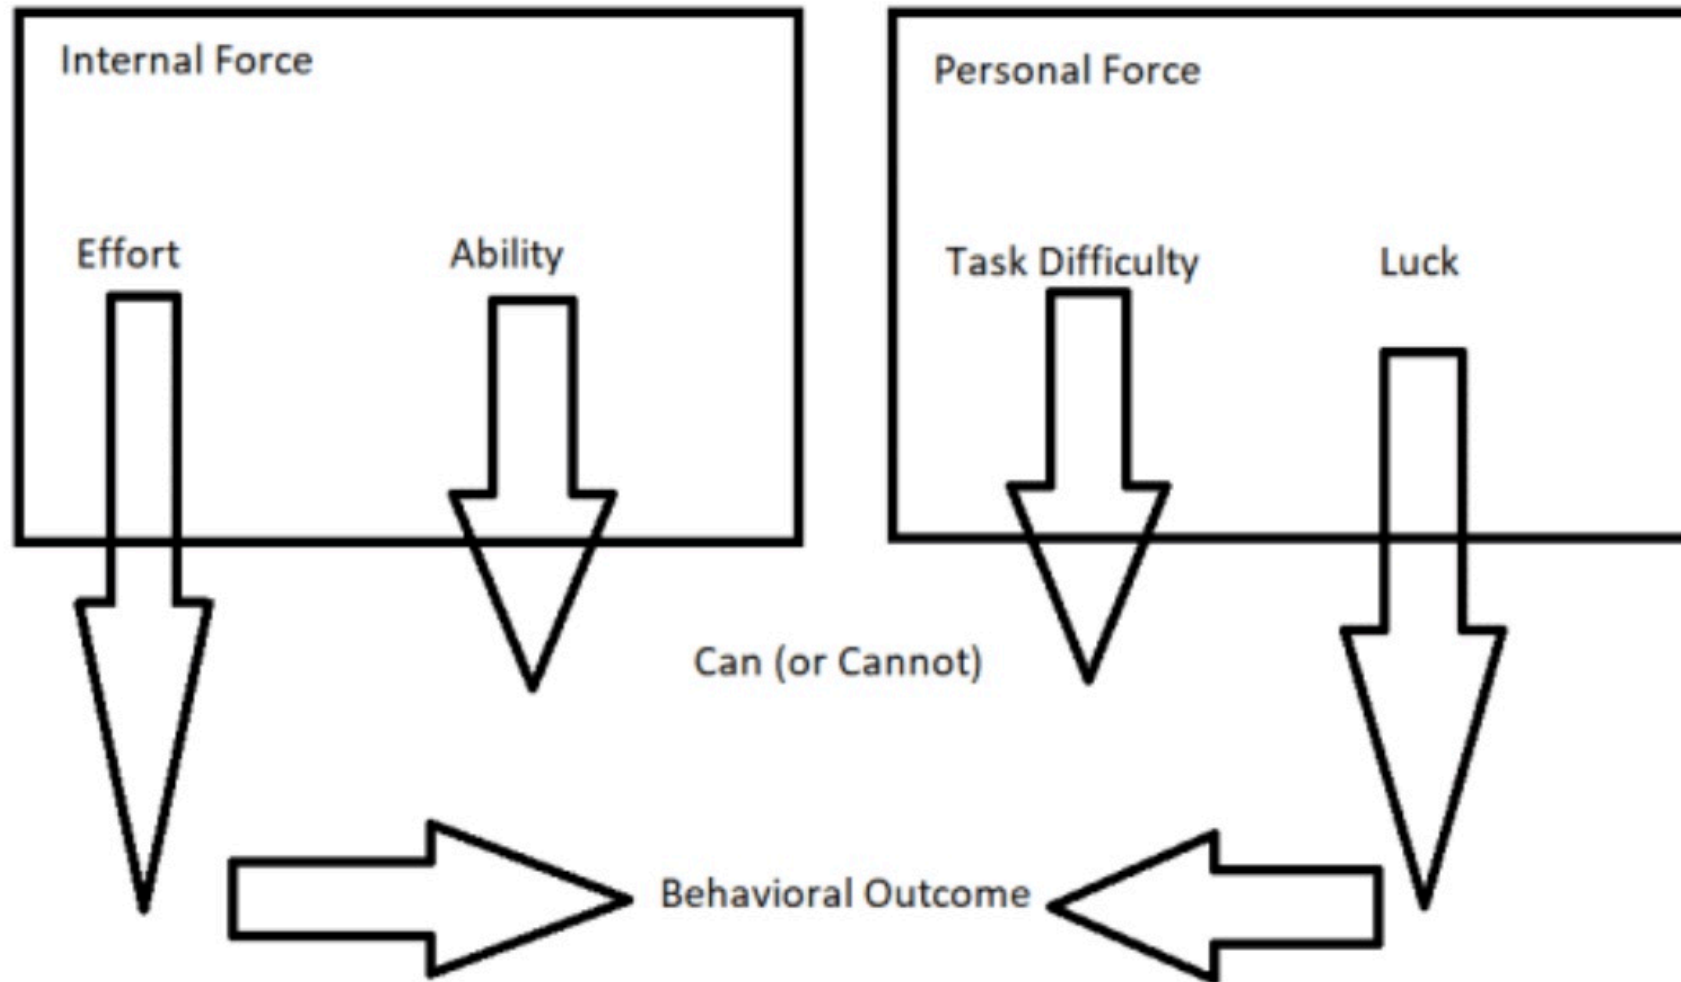 Internal Force
Personal Force
Effort
Ability
Task Difficulty
Luck
Can (or Cannot)
Behavioral Outcome